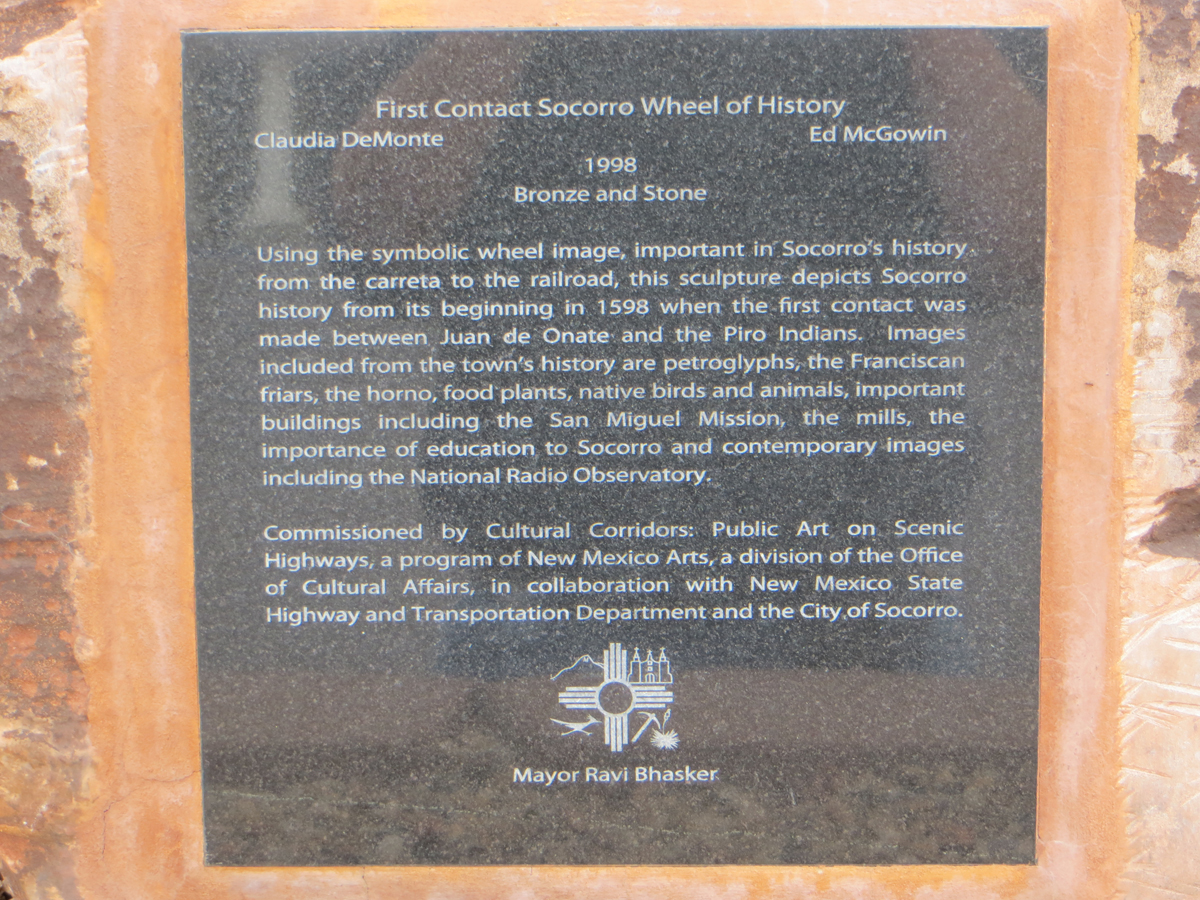 First Contact Socorro Wheel of History
Claudia DeMonte Ed McGowin
1998
Bronze and Stone
Using the symbolic wheel image, important in Socorro's history
from the carreta to the railroad, this sculpture depicts Socorro
history from its beginning in 1598 when the first contact was
made between Juan de Onate and the Piro Indians. Images
included from the town's history are petroglyphs, the Franciscan
friars, the horno, food plants, native birds and animals, important
buildings including the San Miguel Mission, the mills, the
importance of education to Socorro and contemporary images
including the National Radio Observatory.
Commissioned by Cultural Corridors: Public Art on Scenic
Highways, a program of New Mexico Arts, a division of the Office
of Cultural Affairs, in collaboration with New Mexico State
Highway and Transportation Department and the City of Socorro.
Mayor Ravi Bhasker